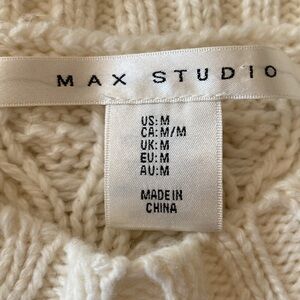 MAX STUDIO
US: M
CA: M/M
UK: M
EU: M
AU: M
MADE IN
CHINA